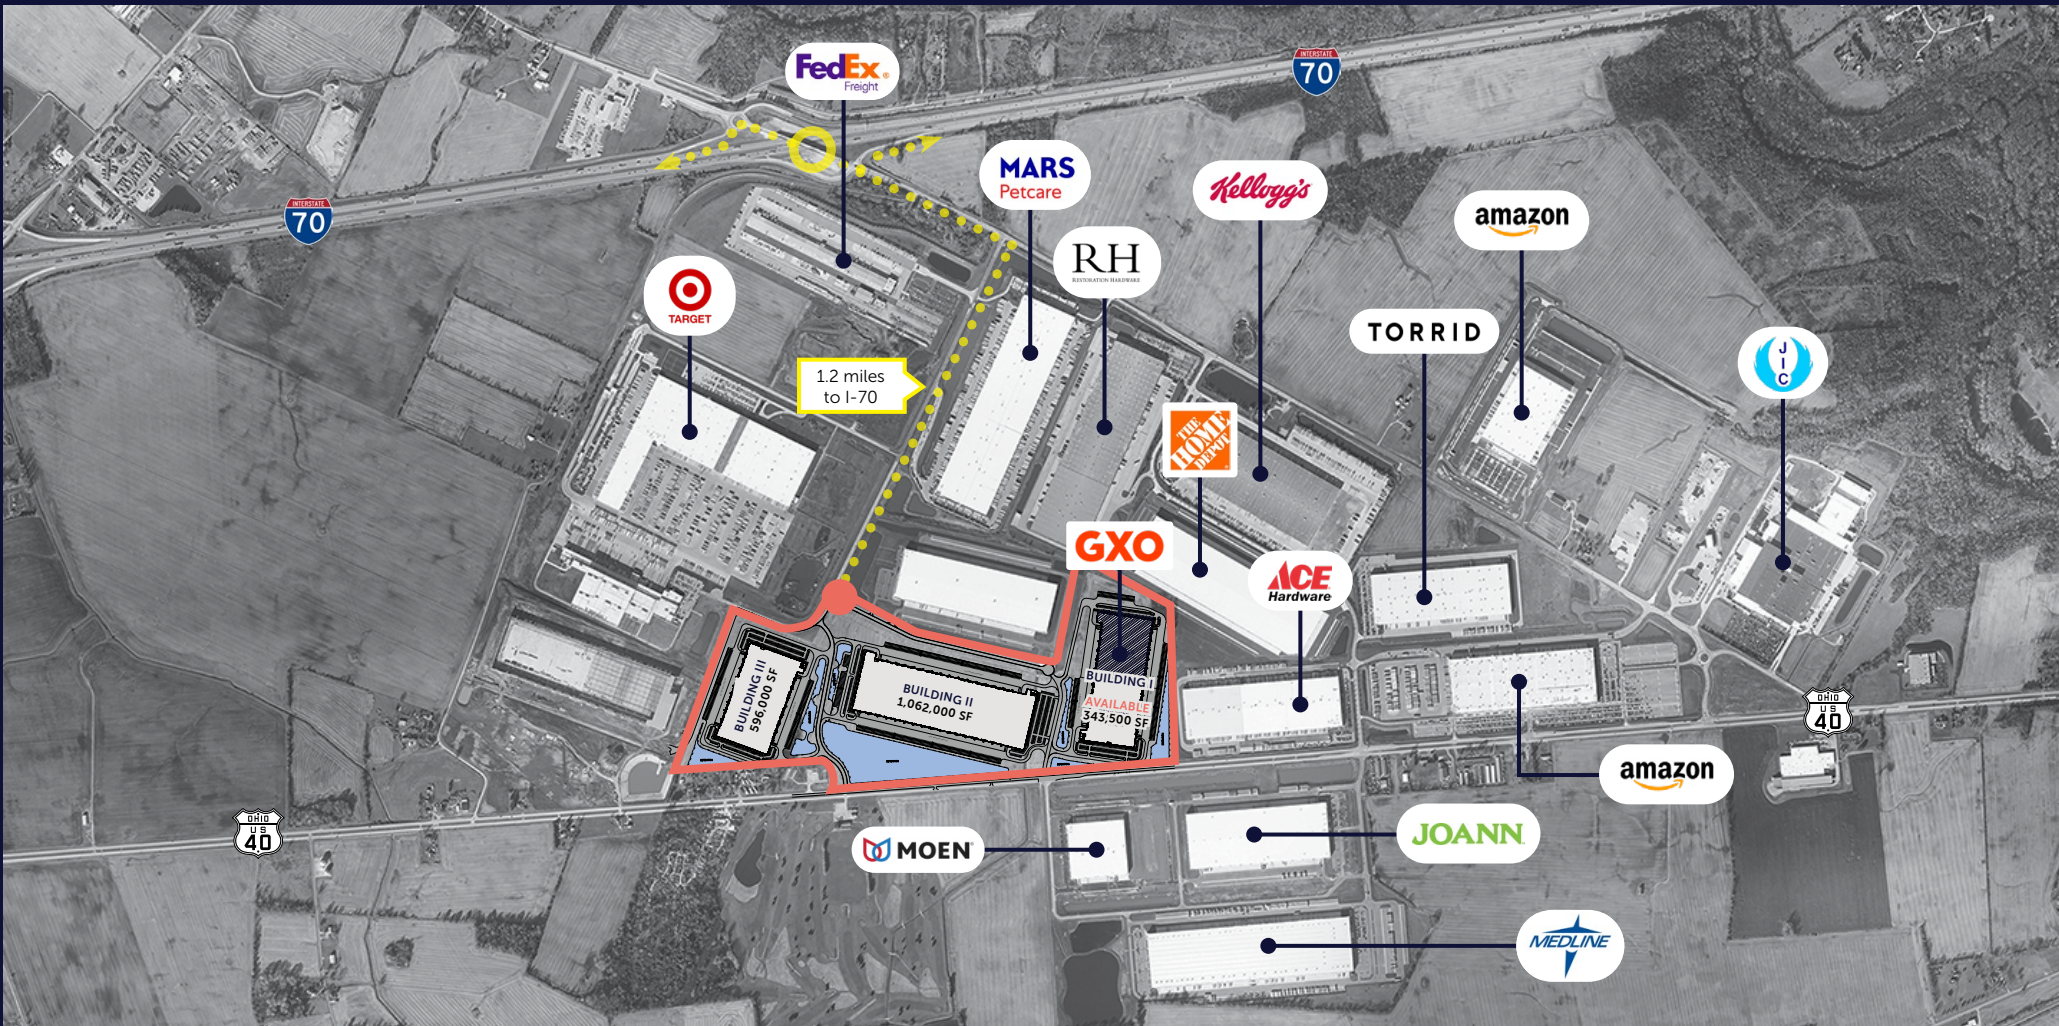 FedEx
Freight
INTERSTATE
70
MARS
Petcare
Kellogg's
amazon
INTERSTATE
70
RH
RESTORATION HARDWARE
TARGET
TORRID
JIC
1.2 miles
to I-70
THE
HOME
DEPOT
GXO
ACE
Hardware
BUILDING III
596,000 SF
BUILDING II
1,062,000 SF
BUILDING I
AVAILABLE
343,500 SF
OHIO
US
40
amazon
OHIO
US
40
MOEN
JOANN
MEDLINE